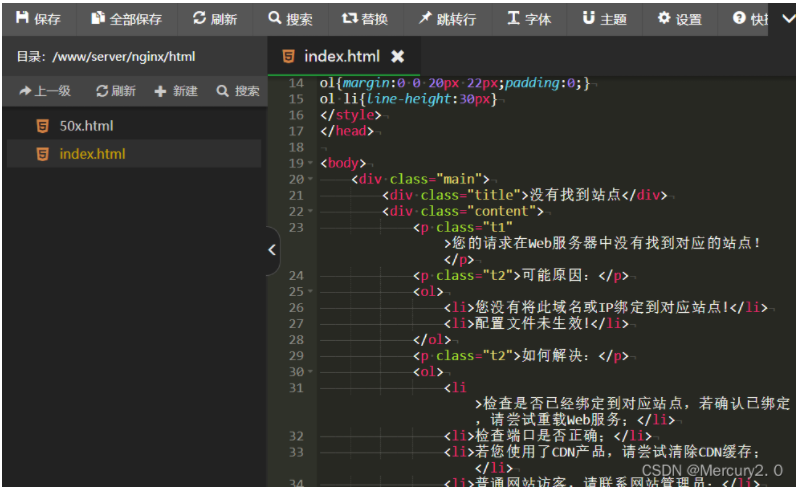 保存 全部保存 刷新 搜索 替换 跳转行 字体 主题 设置
目录：/www/server/nginx/html
index.html
上一级 刷新 新建 搜索
50x.html
index.html
14 ol{margin:0 0 20px 22px;padding:0;}
15 ol li{line-height:30px}
16 </style>
17 </head>
18
19 <body>
20 <div class="main">
21 <div class="title">没有找到站点</div>
22 <div class="content">
23 <p class="t1"
>您的请求在Web服务器中没有找到对应的站点！
</p>
24 <p class="t2">可能原因：</p>
25 <ol>
26 <li>您没有将此域名或IP绑定到对应站点!</li>
27 <li>配置文件未生效!</li>
28 </ol>
29 <p class="t2">如何解决：</p>
30 <ol>
31 <li
>检查是否已经绑定到对应站点，若确认已绑定
，请尝试重载Web服务；</li>
32 <li>检查端口是否正确；</li>
33 <li>若您使用了CDN产品，请尝试清除CDN缓存；
</li>
34 <li>普通网站访客，请联系网站管理员；</li>
CSDN @Mercury2. 0